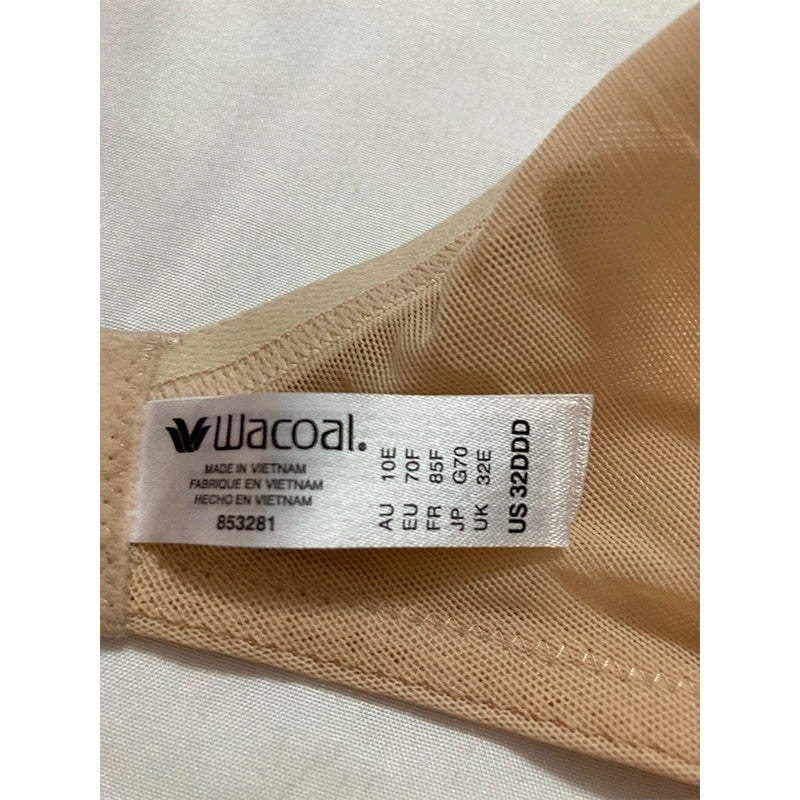 Wacoal®
MADE IN VIETNAM
FABRIQUE EN VIETNAM
HECHO EN VIETNAM
853281
AU 10E
EU 70F
FR 85F
JP G70
UK 32E
US 32DDD